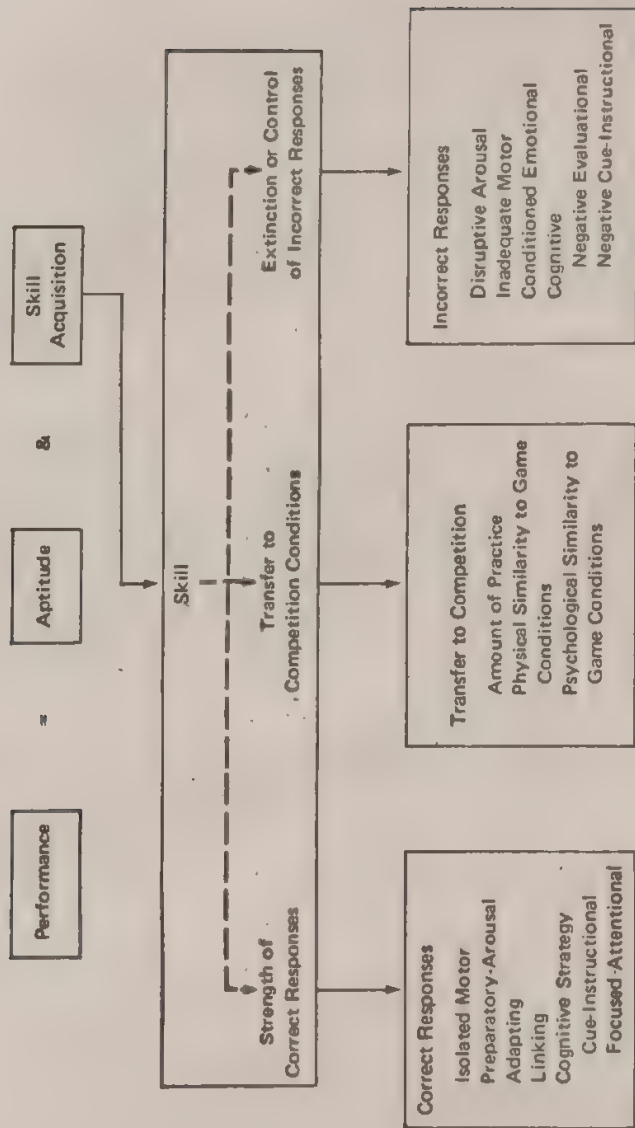 Performance
=
Aptitude
&
Skill
Acquisition
Skill
Strength of
Correct Responses
Transfer to
Competition Conditions
Extinction or Control
of Incorrect Responses
Correct Responses
Isolated Motor
Preparatory-Arousal
Adapting
Linking
Cognitive Strategy
Cue-Instructional
Focused-Attentional
Transfer to Competition
Amount of Practice
Physical Similarity to Game
Conditions
Psychological Similarity to
Game Conditions
Incorrect Responses
Disruptive Arousal
Inadequate Motor
Conditioned Emotional
Cognitive
Negative Evaluational
Negative Cue-Instructional